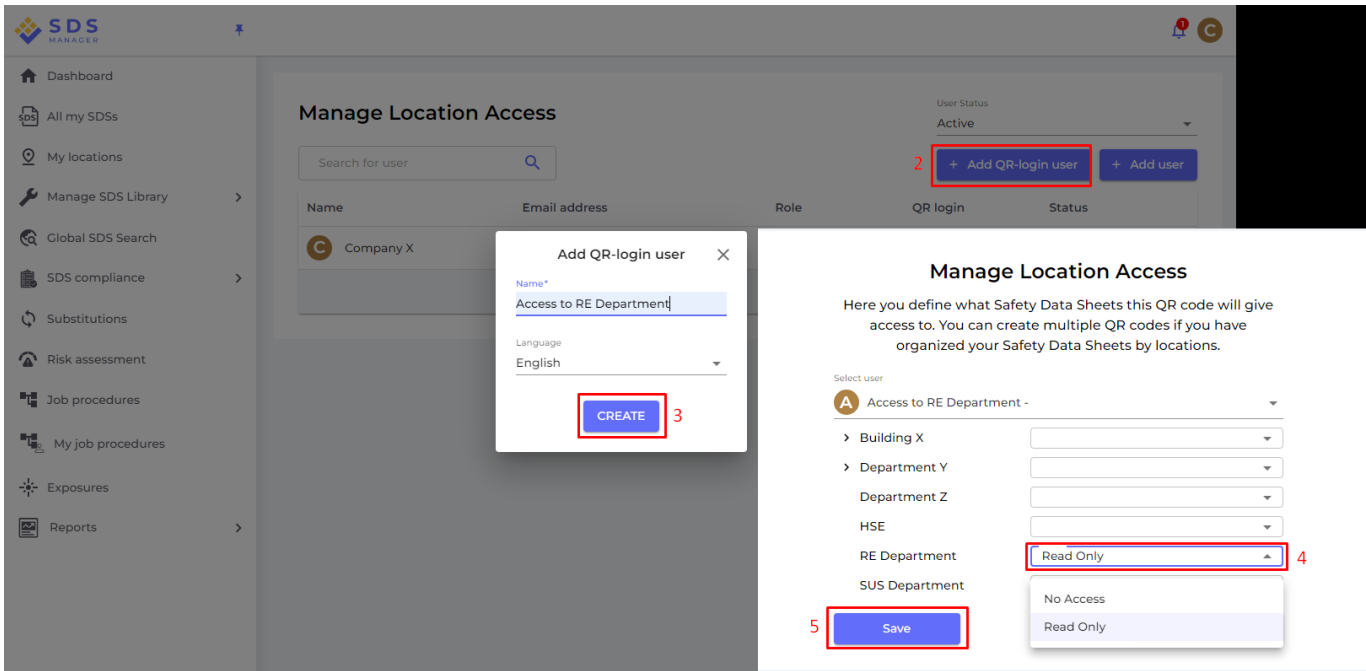 SDS
MANAGER
1
C
Dashboard
SDS
All my SDSs
My locations
Manage SDS Library
Global SDS Search
SDS compliance
Substitutions
Risk assessment
Job procedures
My job procedures
Exposures
Reports
Manage Location Access
User Status
Active
Search for user
2
+ Add QR-login user
+ Add user
Name Email address Role QR login Status
C Company X
Add QR-login user
Name*
Access to RE Department
Language
English
CREATE
3
Manage Location Access
Here you define what Safety Data Sheets this QR code will give
access to. You can create multiple QR codes if you have
organized your Safety Data Sheets by locations.
Select user
A Access to RE Department -
Building X
Department Y
Department Z
HSE
RE Department Read Only 4
SUS Department
No Access
Read Only
5 Save